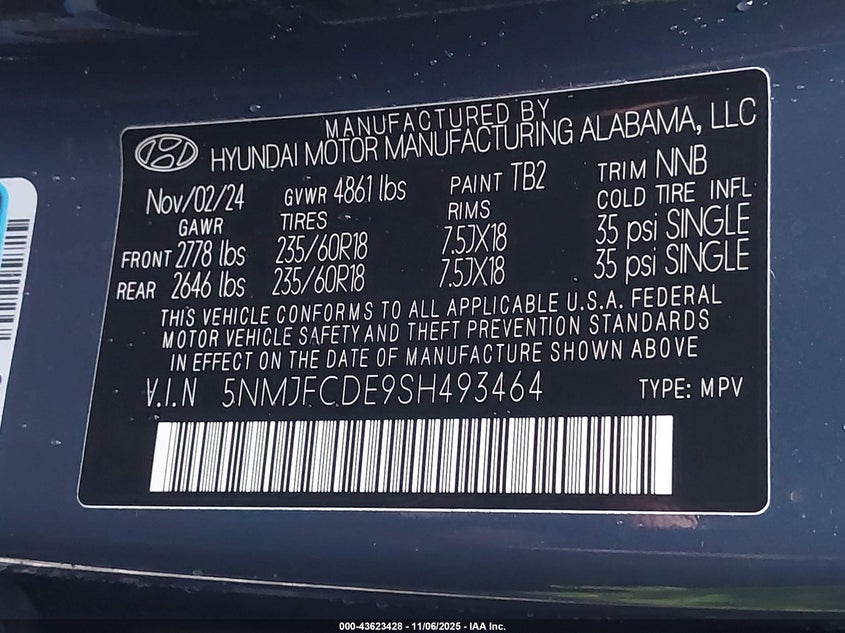 MANUFACTURED BY
HYUNDAI MOTOR MANUFACTURING ALABAMA, LLC
Nov/02/24 GVWR 4861 lbs PAINT TB2 TRIM NNB
GAWR TIRES RIMS COLD TIRE INFL
FRONT 2778 lbs 235/60R18 7.5JX18 35 psi SINGLE
REAR 2646 lbs 235/60R18 7.5JX18 35 psi SINGLE
THIS VEHICLE CONFORMS TO ALL APPLICABLE U.S.A. FEDERAL
MOTOR VEHICLE SAFETY AND THEFT PREVENTION STANDARDS
IN EFFECT ON THE DATE OF MANUFACTURE SHOWN ABOVE
V.I.N 5NMJFCDE9SH493464 TYPE: MPV
000-43623428 - 11/06/2025 - IAA Inc.